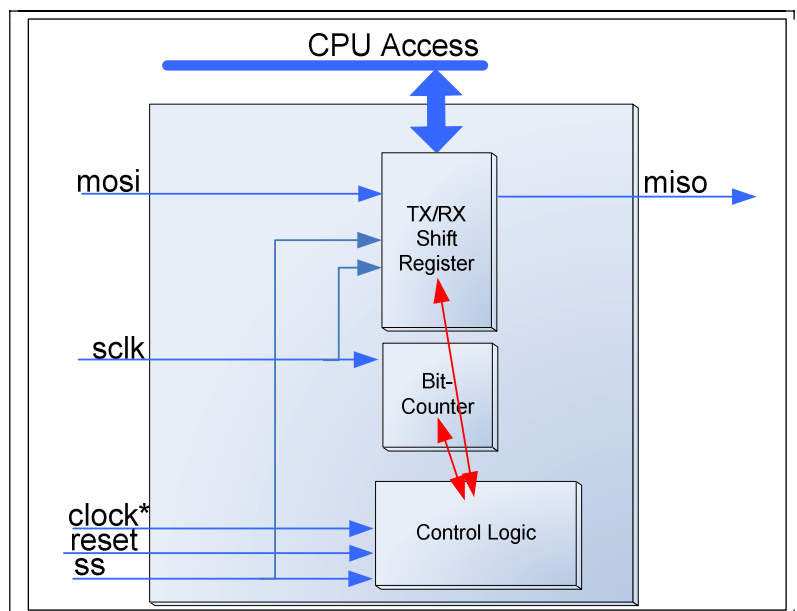 CPU Access
mosi
miso
TX/RX
Shift
Register
sclk
Bit-
Counter
clock*
reset
ss
Control Logic